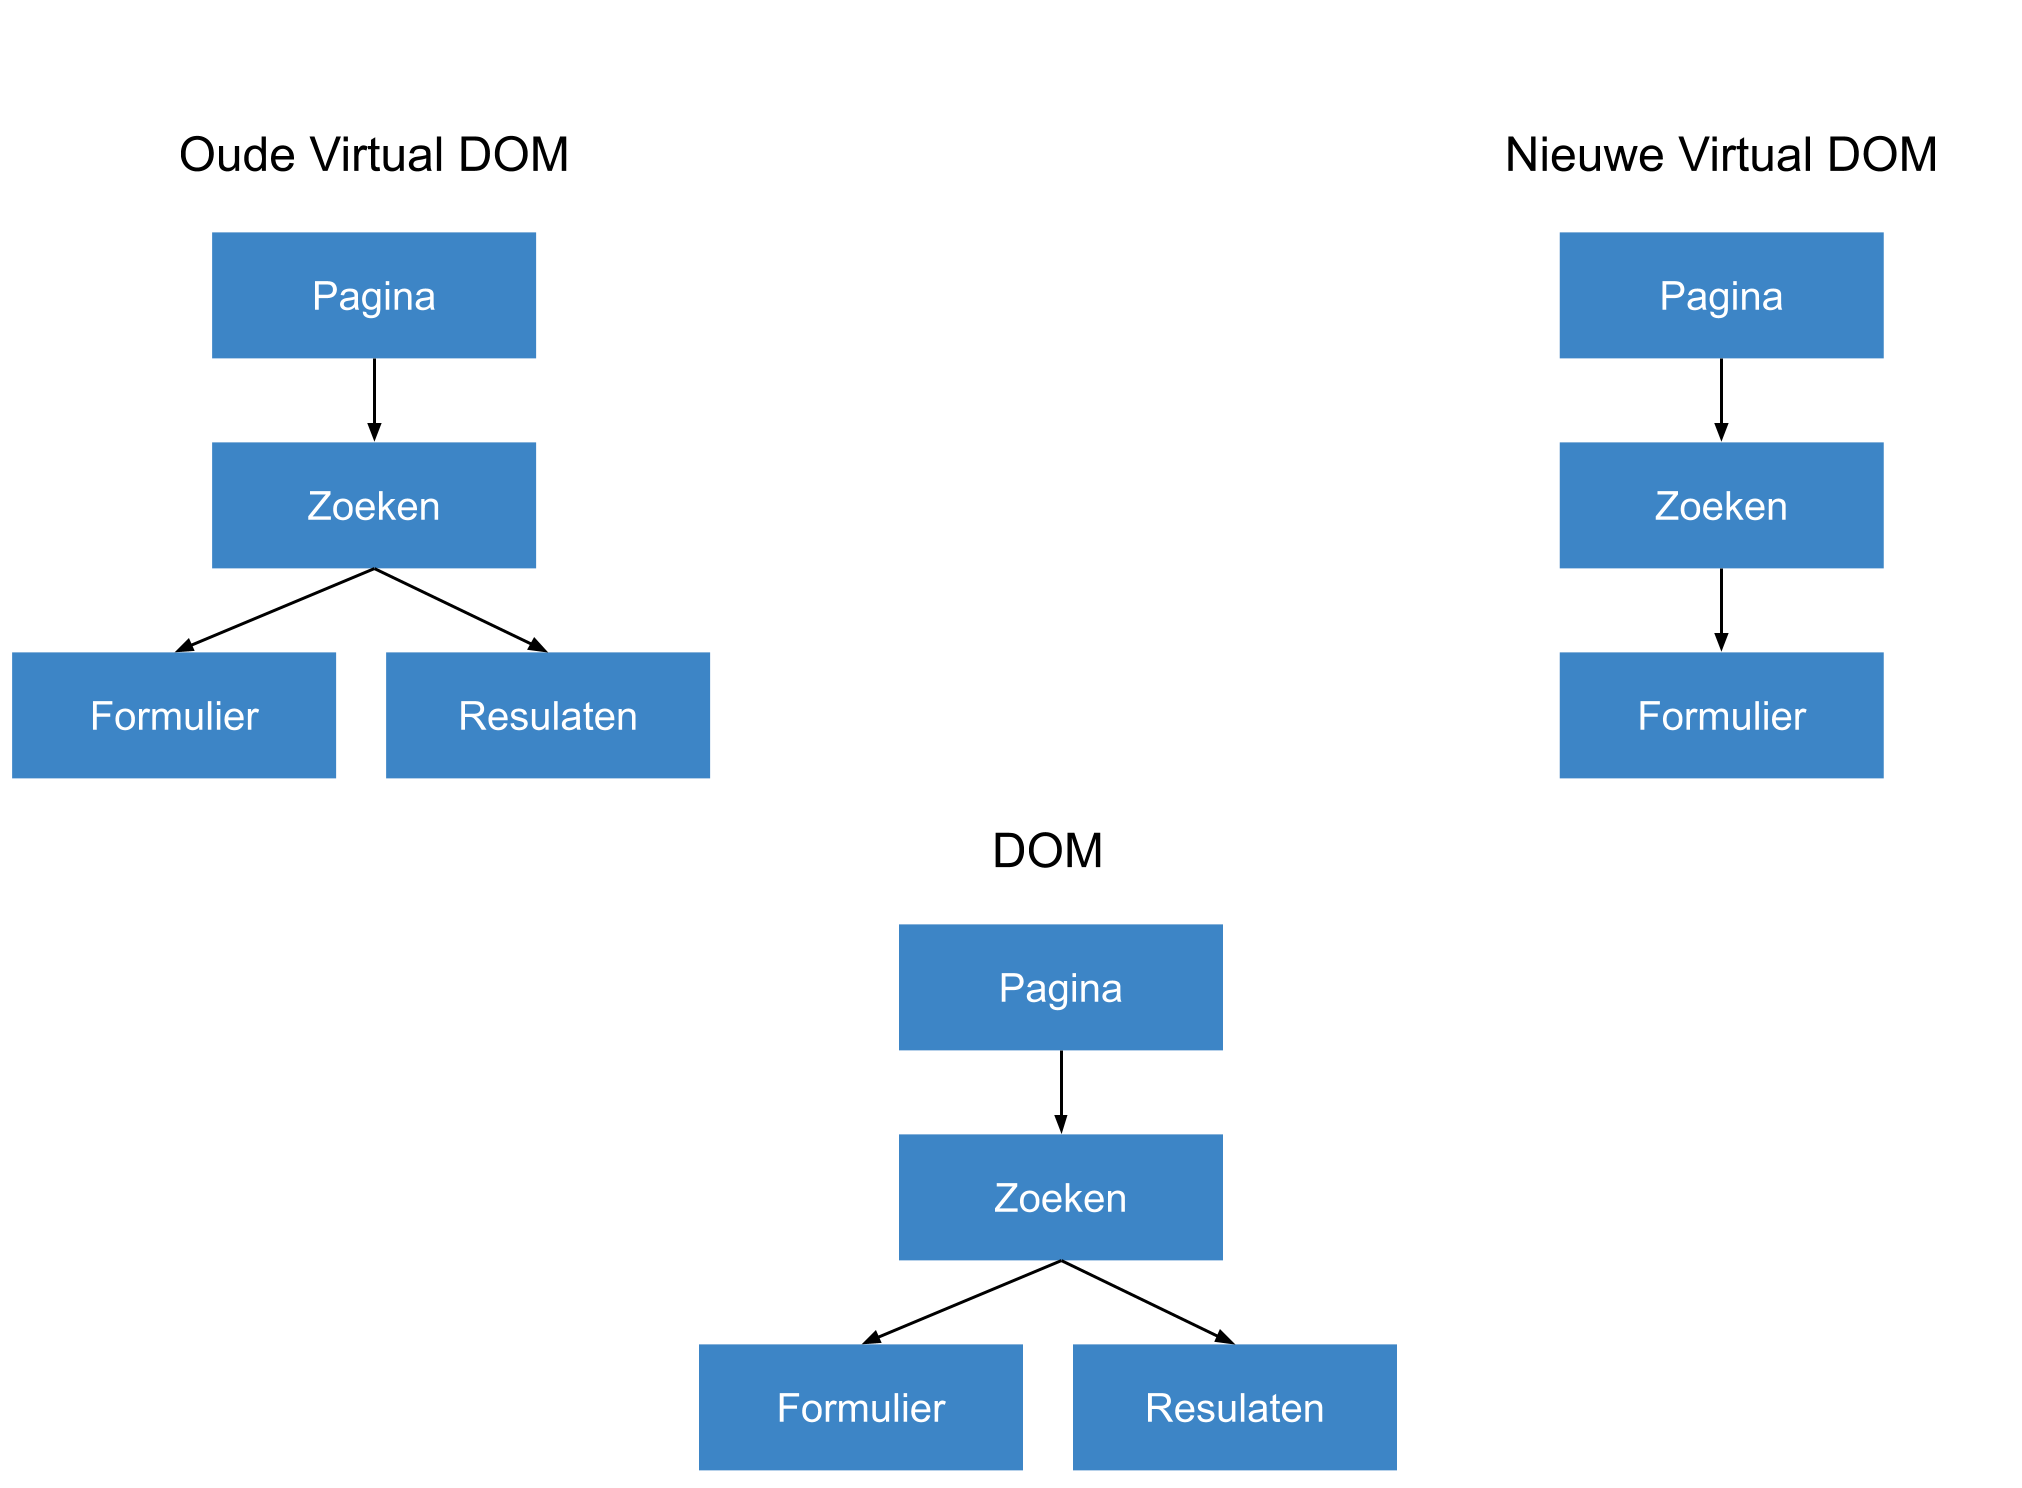 Oude Virtual DOM
Pagina
Zoeken
Formulier
Resulaten
Nieuwe Virtual DOM
Pagina
Zoeken
Formulier
DOM
Pagina
Zoeken
Formulier
Resulaten